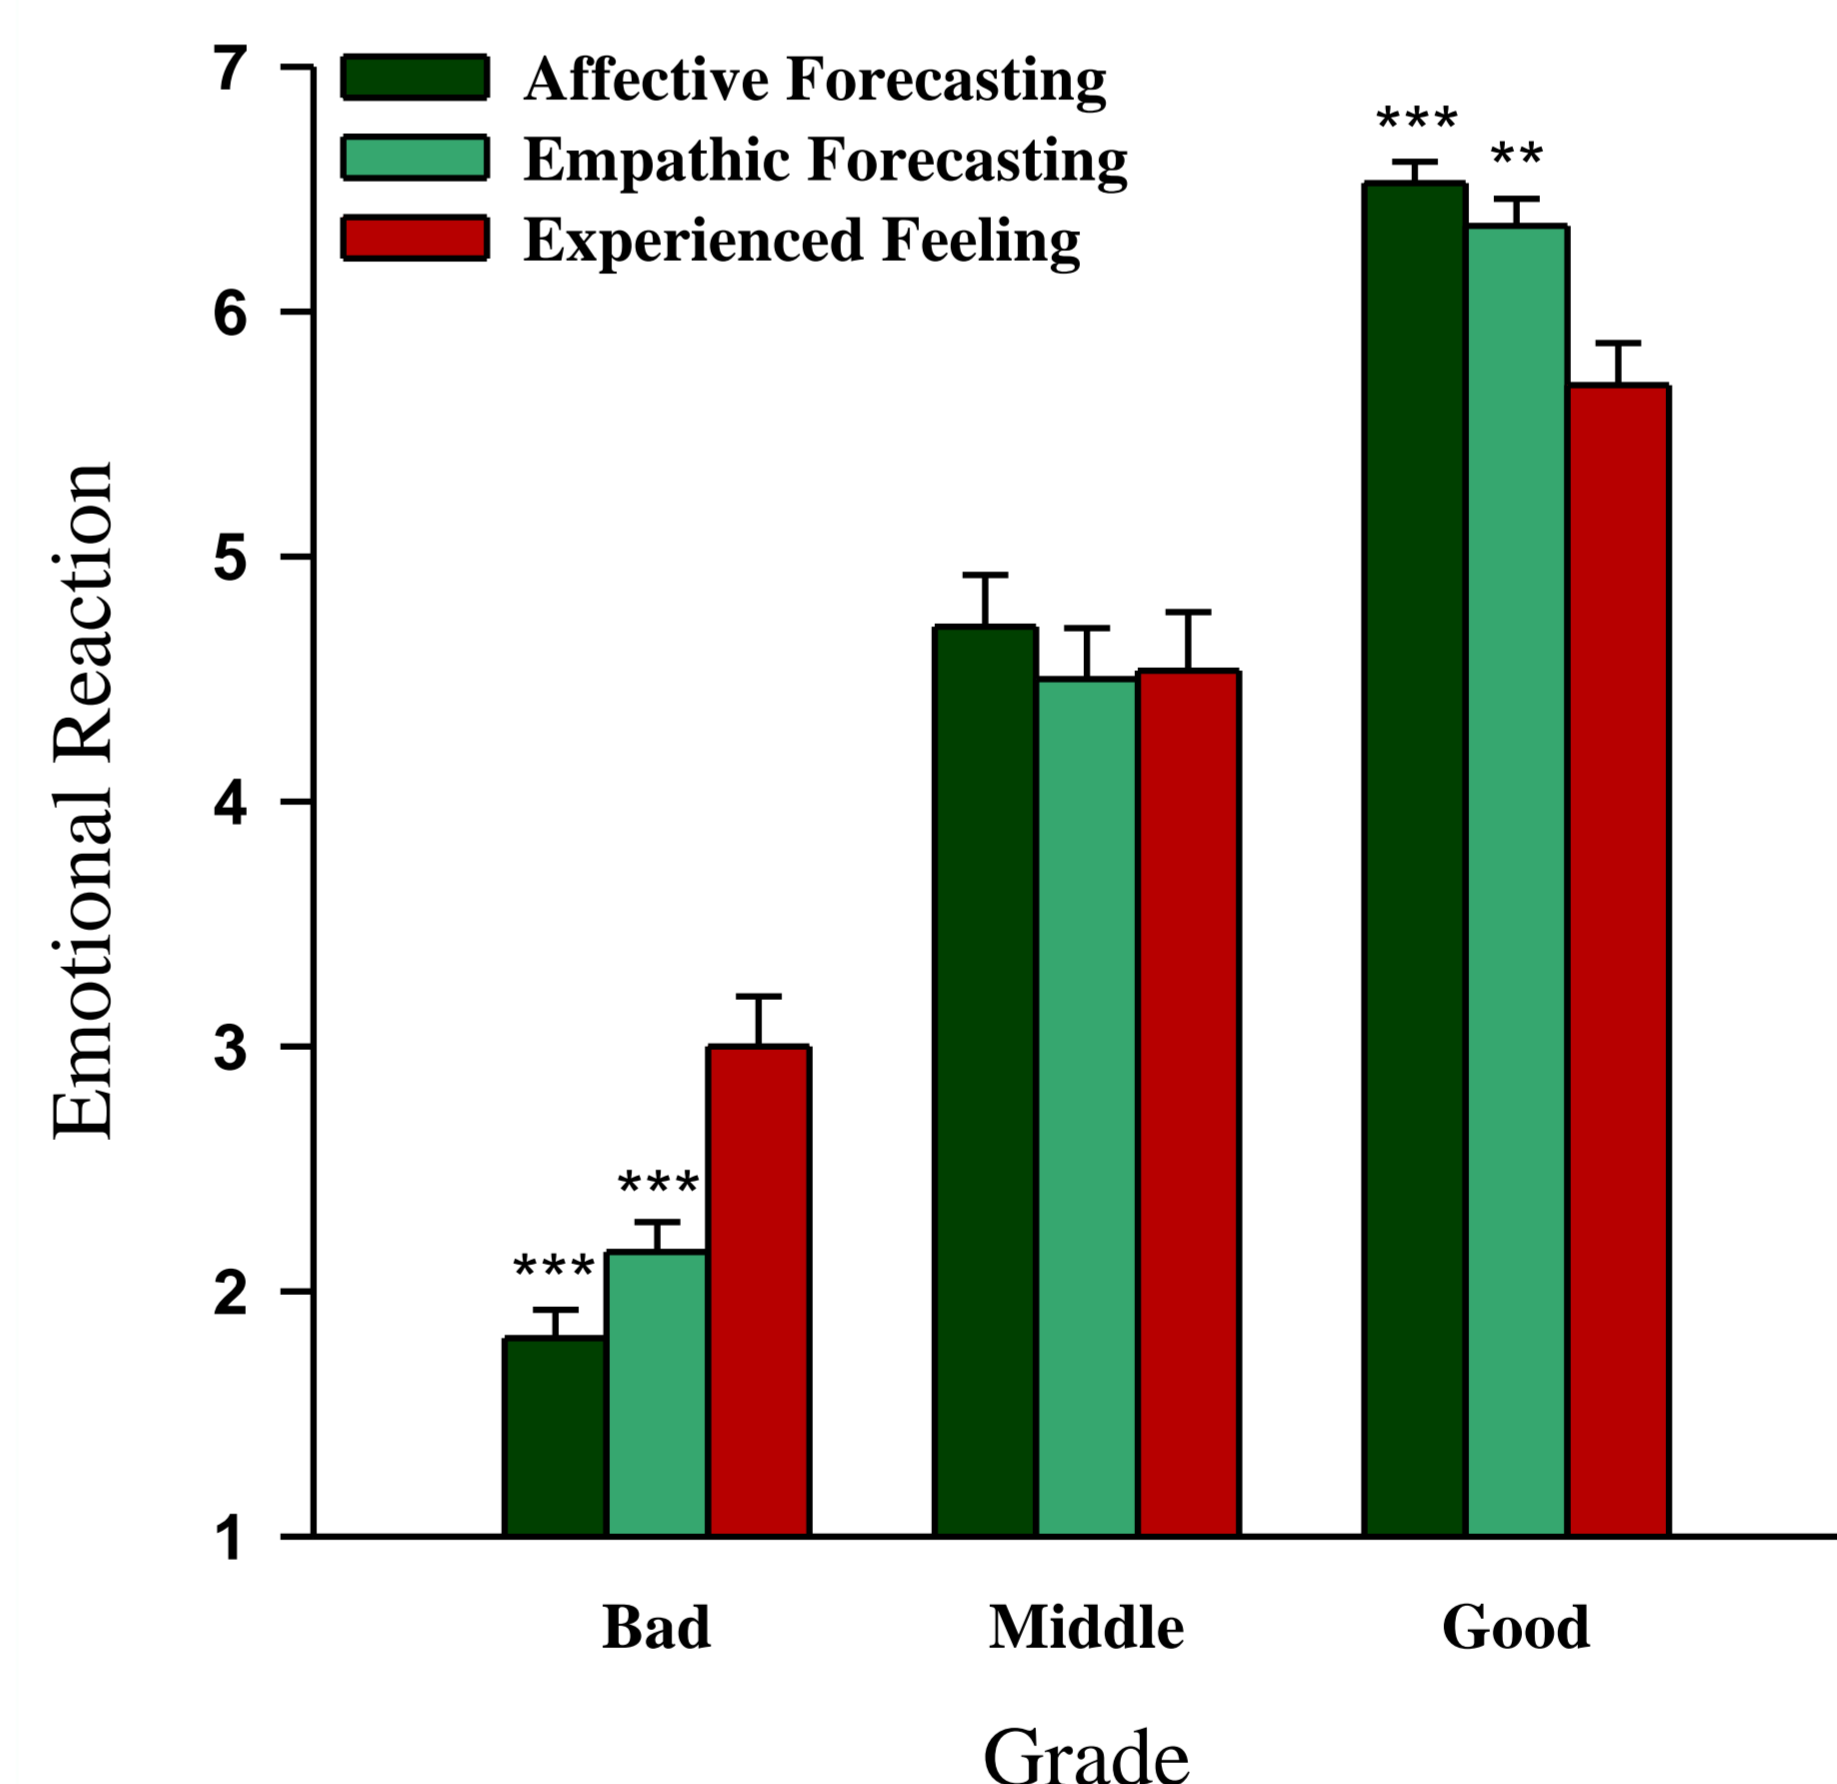 7
Affective Forecasting
Empathic Forecasting
Experienced Feeling
6
5
4
3
2
1
Emotional Reaction
***
***
***
**
Bad Middle Good
Grade